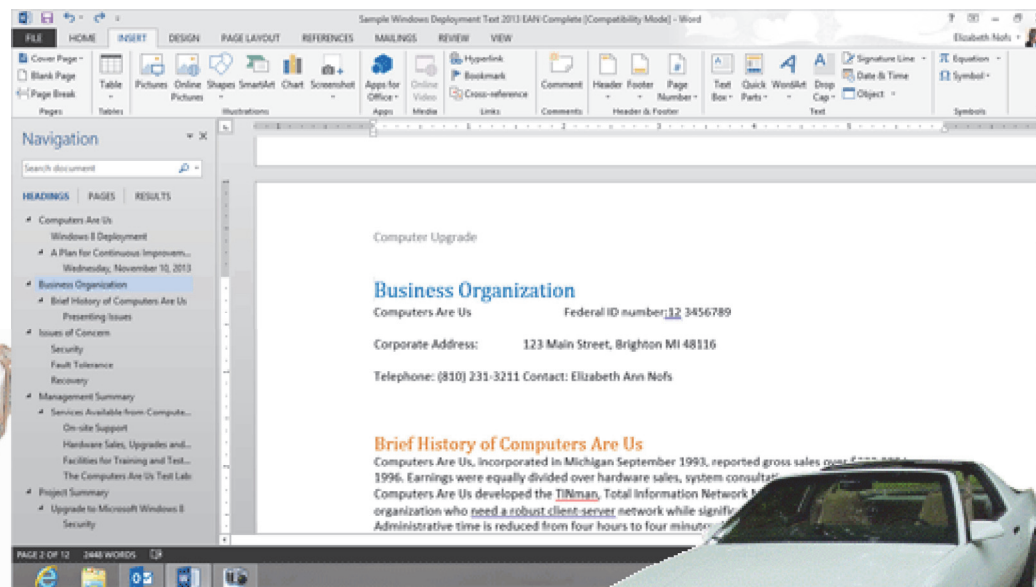 Sample Windows Deployment Text 2013 EAN Complete [Compatibility Mode] - Word
FILE HOME INSERT DESIGN PAGE LAYOUT REFERENCES MAILINGS REVIEW VIEW Elizabeth Nofs
Cover Page
Blank Page
Page Break
Pages
Table
Tables
Pictures Online Pictures Shapes SmartArt Chart Screenshot
Illustrations
Apps for Office
Apps
Online Video
Media
Hyperlink
Bookmark
Cross-reference
Links
Comment
Comments
Header Footer Page Number
Header & Footer
Text Box Quick Parts WordArt Drop Cap
Signature Line
Date & Time
Object
Text
Equation
Symbol
Symbols
Navigation
Search document
HEADINGS PAGES RESULTS
Computers Are Us
Windows 8 Deployment
A Plan for Continuous Improvem...
Wednesday, November 10, 2013
Business Organization
Brief History of Computers Are Us
Presenting Issues
Issues of Concern
Security
Fault Tolerance
Recovery
Management Summary
Services Available from Compute...
On-site Support
Hardware Sales, Upgrades and...
Facilities for Training and Test...
The Computers Are Us Test Lab:
Project Summary
Upgrade to Microsoft Windows 8
Security
Computer Upgrade
Business Organization
Computers Are Us Federal ID number;12 3456789
Corporate Address: 123 Main Street, Brighton MI 48116
Telephone: (810) 231-3211 Contact: Elizabeth Ann Nofs
Brief History of Computers Are Us
Computers Are Us, incorporated in Michigan September 1993, reported gross sales over
1996. Earnings were equally divided over hardware sales, system
Computers Are Us developed the TINman, Total Information Network
organization who need a robust client-server network while
Administrative time is reduced from four hours to four
PAGE 2 OF 12 2448 WORDS